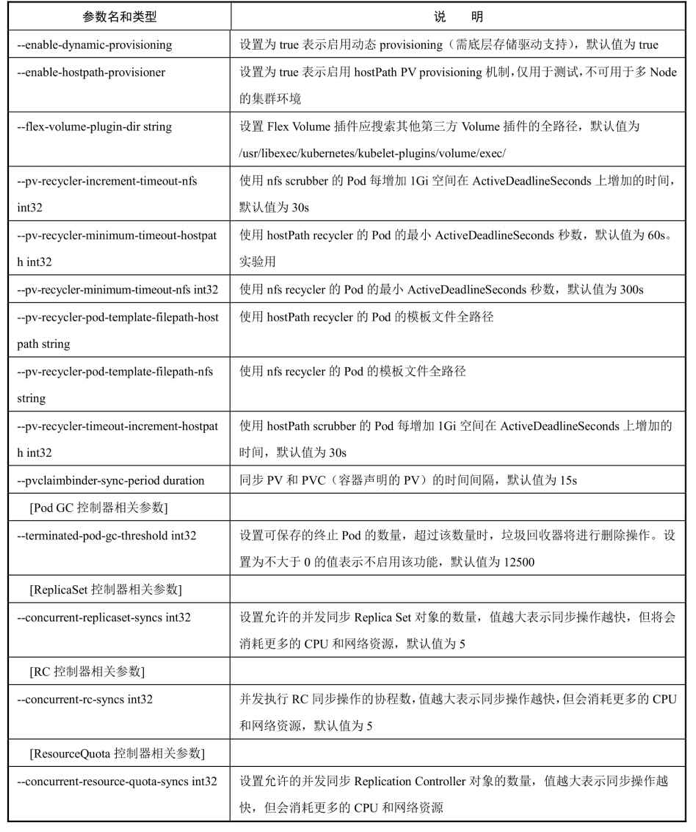 参数名和类型 说 明
--enable-dynamic-provisioning 设置为 true 表示启用动态 provisioning（需底层存储驱动支持），默认值为 true
--enable-hostpath-provisioner 设置为 true 表示启用 hostPath PV provisioning 机制，仅用于测试，不可用于多 Node
的集群环境
--flex-volume-plugin-dir string 设置 Flex Volume 插件应搜索其他第三方 Volume 插件的全路径，默认值为
/usr/libexec/kubernetes/kubelet-plugins/volume/exec/
--pv-recycler-increment-timeout-nfs 使用 nfs scrubber 的 Pod 每增加 1Gi 空间在 ActiveDeadlineSeconds 上增加的时间，
int32 默认值为 30s
--pv-recycler-minimum-timeout-hostpat 使用 hostPath recycler 的 Pod 的最小 ActiveDeadlineSeconds 秒数，默认值为 60s。
h int32 实验用
--pv-recycler-minimum-timeout-nfs int32 使用 nfs recycler 的 Pod 的最小 ActiveDeadlineSeconds 秒数，默认值为 300s
--pv-recycler-pod-template-filepath-host 使用 hostPath recycler 的 Pod 的模板文件全路径
path string
--pv-recycler-pod-template-filepath-nfs 使用 nfs recycler 的 Pod 的模板文件全路径
string
--pv-recycler-timeout-increment-hostpat 使用 hostPath scrubber 的 Pod 每增加 1Gi 空间在 ActiveDeadlineSeconds 上增加的
h int32 时间，默认值为 30s
--pvclaimbinder-sync-period duration 同步 PV 和 PVC（容器声明的 PV）的时间间隔，默认值为 15s
[Pod GC 控制器相关参数]
--terminated-pod-gc-threshold int32 设置可保存的终止 Pod 的数量，超过该数量时，垃圾回收器将进行删除操作。设
置为不大于 0 的值表示不启用该功能，默认值为 12500
[ReplicaSet 控制器相关参数]
--concurrent-replicaset-syncs int32 设置允许的并发同步 Replica Set 对象的数量，值越大表示同步操作越快，但将会
消耗更多的 CPU 和网络资源，默认值为 5
[RC 控制器相关参数]
--concurrent-rc-syncs int32 并发执行 RC 同步操作的协程数，值越大表示同步操作越快，但会消耗更多的 CPU
和网络资源，默认值为 5
[ResourceQuota 控制器相关参数]
--concurrent-resource-quota-syncs int32 设置允许的并发同步 Replication Controller 对象的数量，值越大表示同步操作越
快，但会消耗更多的 CPU 和网络资源